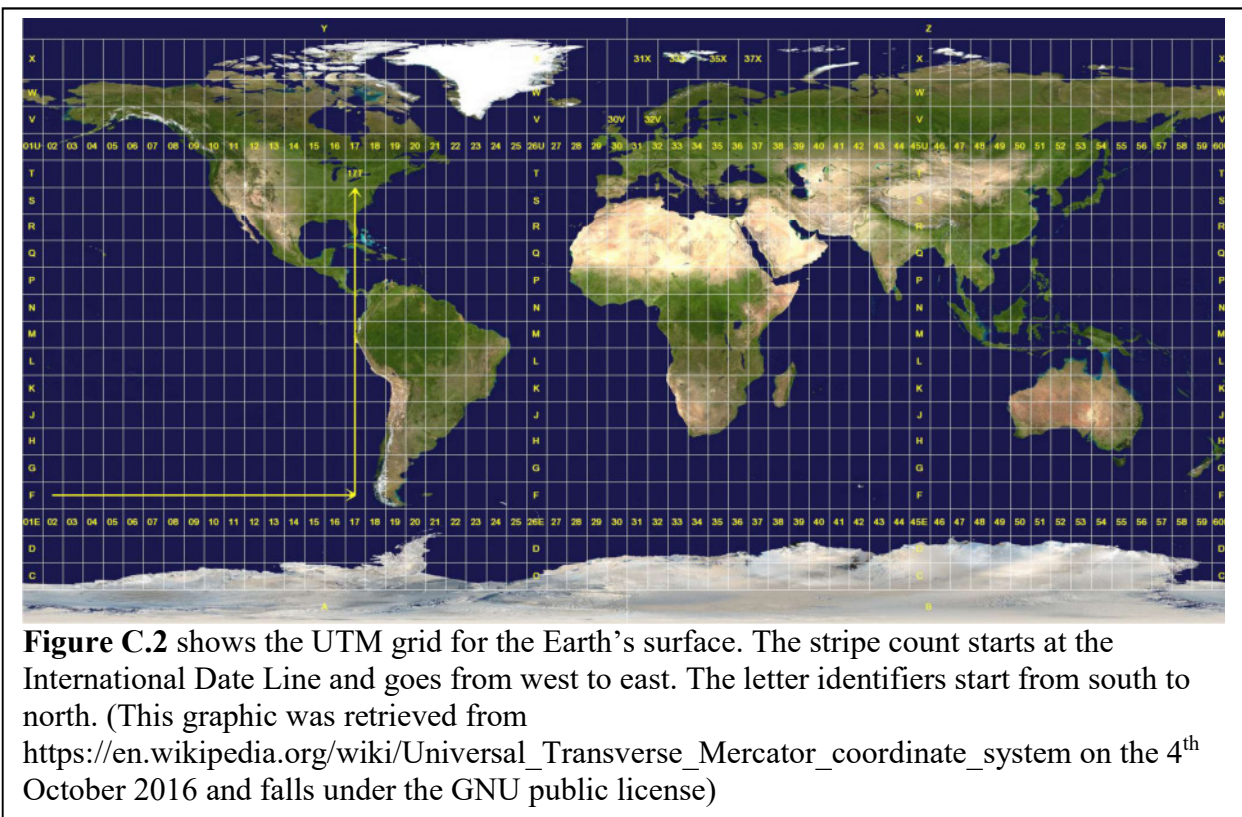 Y Z
X X 31X 33X 35X 37X X X
W W W W
V V 30V 32V V V
01U 02 03 04 05 06 07 08 09 10 11 12 13 14 15 16 17 18 19 20 21 22 23 24 25 26U 27 28 29 30 31 32 33 34 35 36 37 38 39 40 41 42 43 44 45U 46 47 48 49 50 51 52 53 54 55 56 57 58 59 60U
T 17T T T T
S S S S
R R R R
Q Q Q Q
P P P P
N N N N
M M M M
L L L L
K K K K
J J J J
H H H H
G G G G
F F F F
01E 02 03 04 05 06 07 08 09 10 11 12 13 14 15 16 17 18 19 20 21 22 23 24 25 26E 27 28 29 30 31 32 33 34 35 36 37 38 39 40 41 42 43 44 45E 46 47 48 49 50 51 52 53 54 55 56 57 58 59 60E
D D D D
C C C C
A B
Figure C.2 shows the UTM grid for the Earth’s surface. The stripe count starts at the
International Date Line and goes from west to east. The letter identifiers start from south to
north. (This graphic was retrieved from
https://en.wikipedia.org/wiki/Universal_Transverse_Mercator_coordinate_system on the 4th
October 2016 and falls under the GNU public license)